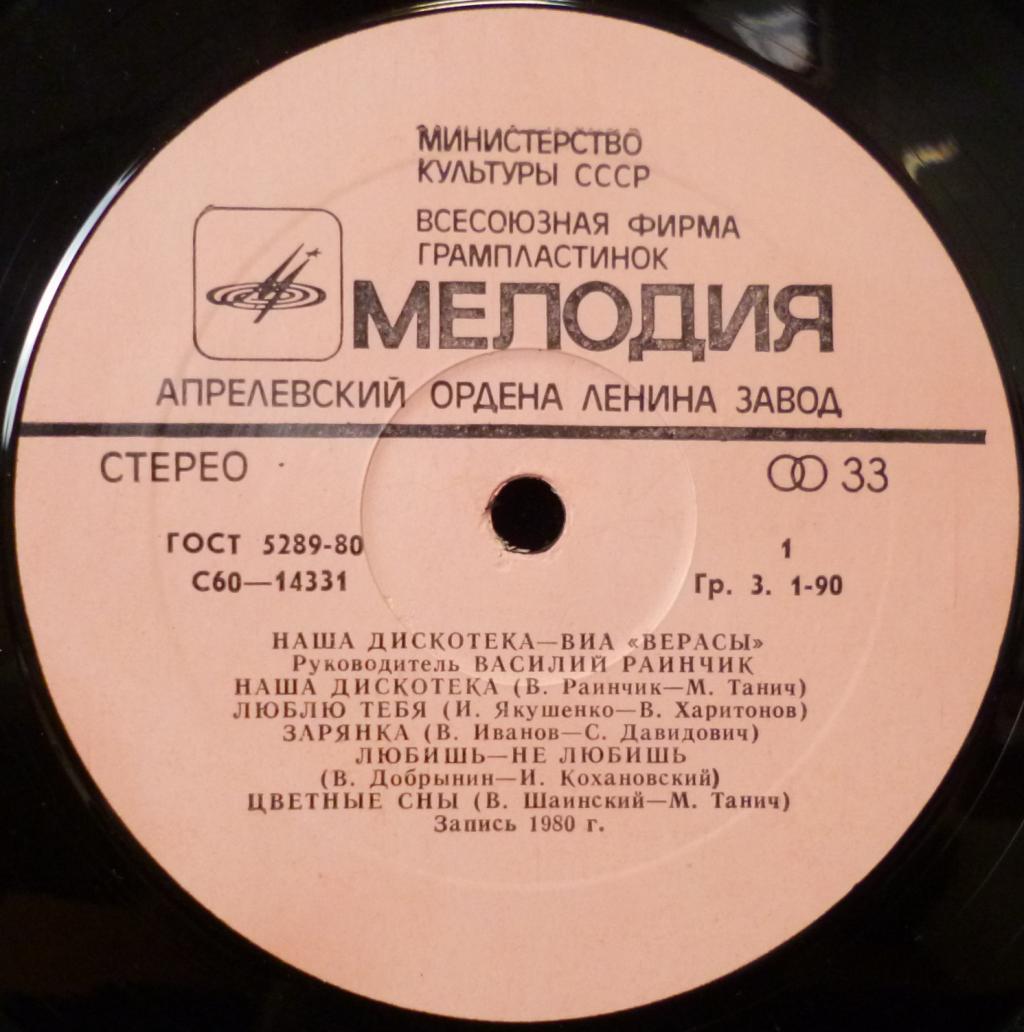 МИНИСТЕРСТВО
КУЛЬТУРЫ СССР
ВСЕСОЮЗНАЯ ФИРМА
ГРАМПЛАСТИНОК
МЕЛОДИЯ
АПРЕЛЕВСКИЙ ОРДЕНА ЛЕНИНА ЗАВОД
СТЕРЕО 33
ГОСТ 5289-80 1
С60—14331 Гр. 3. 1-90
НАША ДИСКОТЕКА—ВИА «ВЕРАСЫ»
Руководитель ВАСИЛИЙ РАИНЧИК
НАША ДИСКОТЕКА (В. Раинчик—М. Танич)
ЛЮБЛЮ ТЕБЯ (И. Якушенко—В. Харитонов)
ЗАРЯНКА (В. Иванов—С. Давидович)
ЛЮБИШЬ—НЕ ЛЮБИШЬ
(В. Добрынин—И. Кохановский)
ЦВЕТНЫЕ СНЫ (В. Шаинский—М. Танич)
Запись 1980 г.